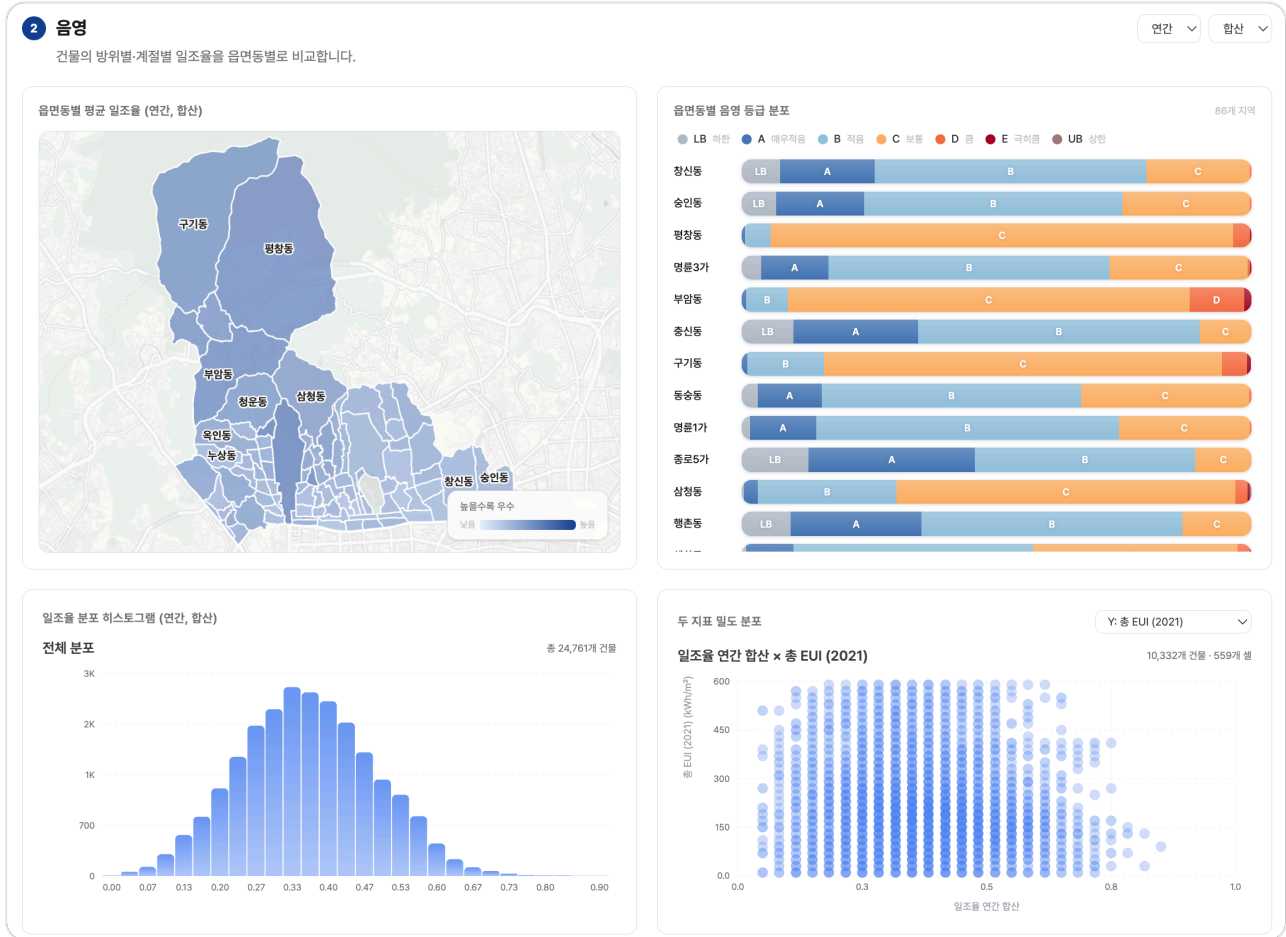 2 음영
연간
합산
건물의 방위별·계절별 일조율을 읍면동별로 비교합니다.
읍면동별 평균 일조율 (연간, 합산)
구기동
평창동
부암동
청운동
삼청동
옥인동
누상동
창신동
숭인동
높을수록 우수
낮음
높음
읍면동별 음영 등급 분포
86개 지역
LB 하한 A 매우적음 B 적음 C 보통 D 큼 E 극히큼 UB 상한
창신동 LB A B C
숭인동 LB A B C
평창동 C
명륜3가 A B C
부암동 B C D
충신동 LB A B C
구기동 B C
동숭동 A B C
명륜1가 A B C
종로5가 LB A B C
삼청동 B C
행촌동 LB A B C
일조율 분포 히스토그램 (연간, 합산)
전체 분포
총 24,761개 건물
3K
2K
1K
700
0
0.00 0.07 0.13 0.20 0.27 0.33 0.40 0.47 0.53 0.60 0.67 0.73 0.80 0.90
두 지표 밀도 분포
Y: 총 EUI (2021)
일조율 연간 합산 × 총 EUI (2021)
10,332개 건물 · 559개 셀
총 EUI (2021) (kWh/m²)
600
450
300
150
0.0
0.0 0.3 0.5 0.8 1.0
일조율 연간 합산